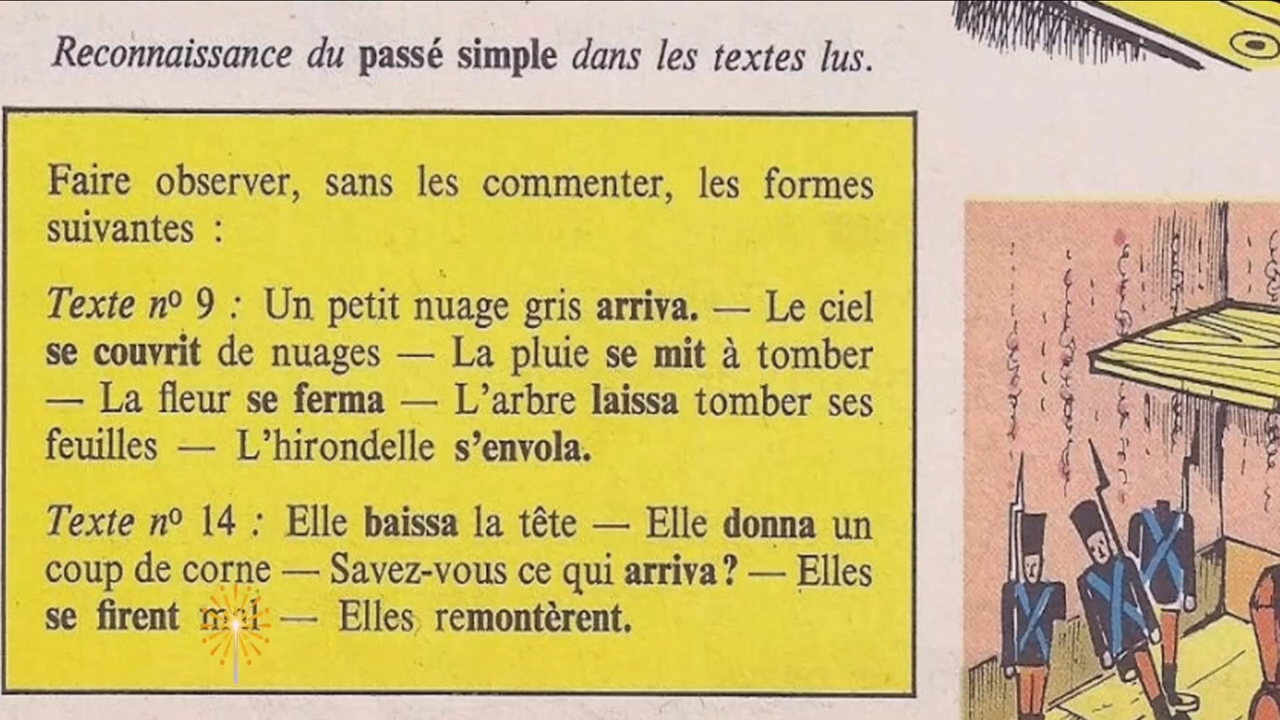 Reconnaissance du passé simple dans les textes lus.
Faire observer, sans les commenter, les formes
suivantes :
Texte nº 9 : Un petit nuage gris arriva. — Le ciel
se couvrit de nuages — La pluie se mit à tomber
— La fleur se ferma — L'arbre laissa tomber ses
feuilles — L'hirondelle s'envola.
Texte nº 14 : Elle baissa la tête — Elle donna un
coup de corne — Savez-vous ce qui arriva ? — Elles
se firent mal — Elles remontèrent.